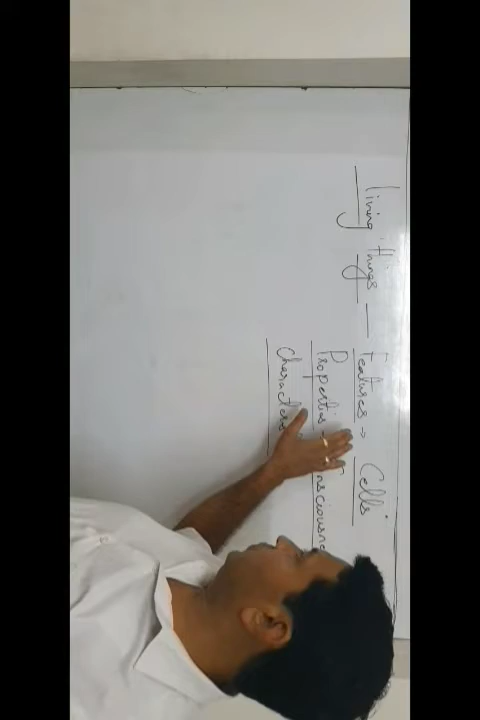 Living things — Features → Cells
Properties →
Characters